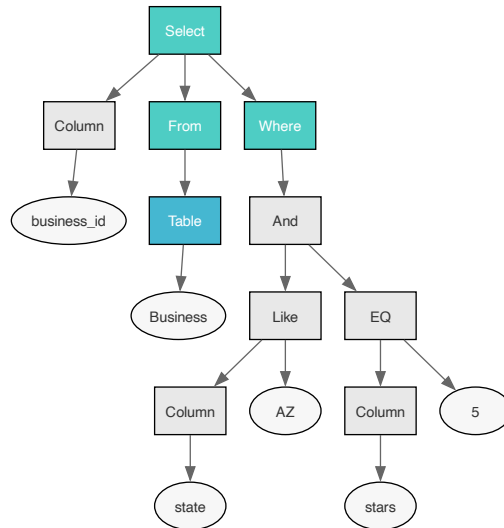 Select
Column
From
Where
business_id
Table
And
Business
Like
EQ
Column
AZ
Column
5
state
stars